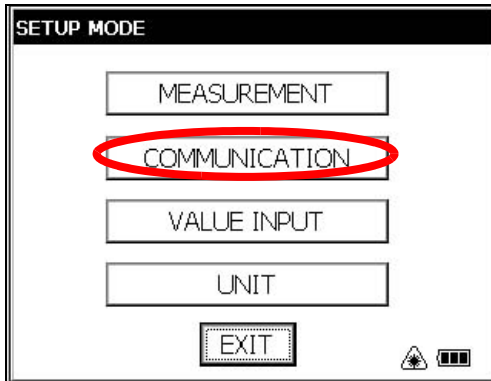 SETUP MODE
MEASUREMENT
COMMUNICATION
VALUE INPUT
UNIT
EXIT